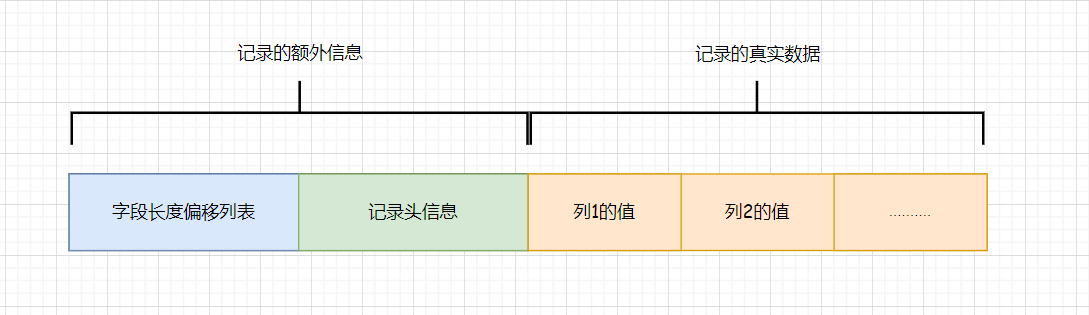 记录的额外信息
记录的真实数据
字段长度偏移列表
记录头信息
列1的值
列2的值
..........